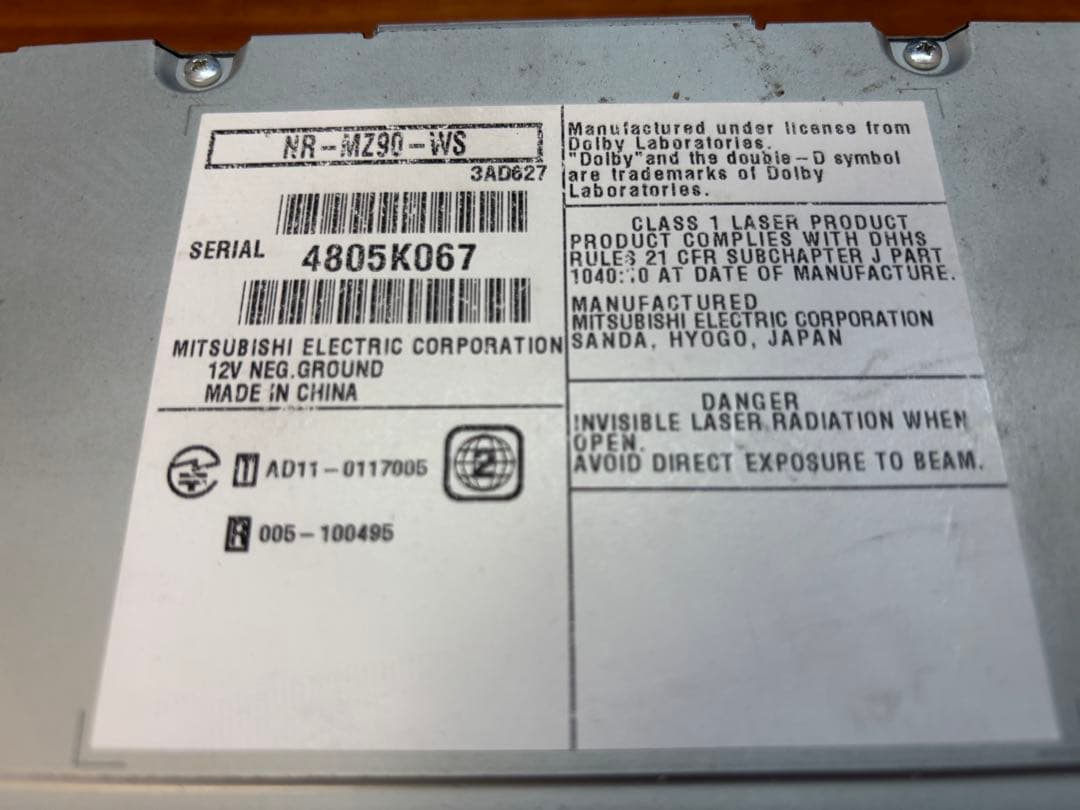 NR-MZ90-WS
3AD627
SERIAL 4805K067
MITSUBISHI ELECTRIC CORPORATION
12V NEG.GROUND
MADE IN CHINA
T AD11-0117005
2
R 005-100495
Manufactured under license from
Dolby Laboratories.
"Dolby" and the double-D symbol
are trademarks of Dolby
Laboratories.
CLASS 1 LASER PRODUCT
PRODUCT COMPLIES WITH DHHS
RULES 21 CFR SUBCHAPTER J PART
1040.10 AT DATE OF MANUFACTURE.
MANUFACTURED
MITSUBISHI ELECTRIC CORPORATION
SANDA, HYOGO, JAPAN
DANGER
INVISIBLE LASER RADIATION WHEN
OPEN.
AVOID DIRECT EXPOSURE TO BEAM.